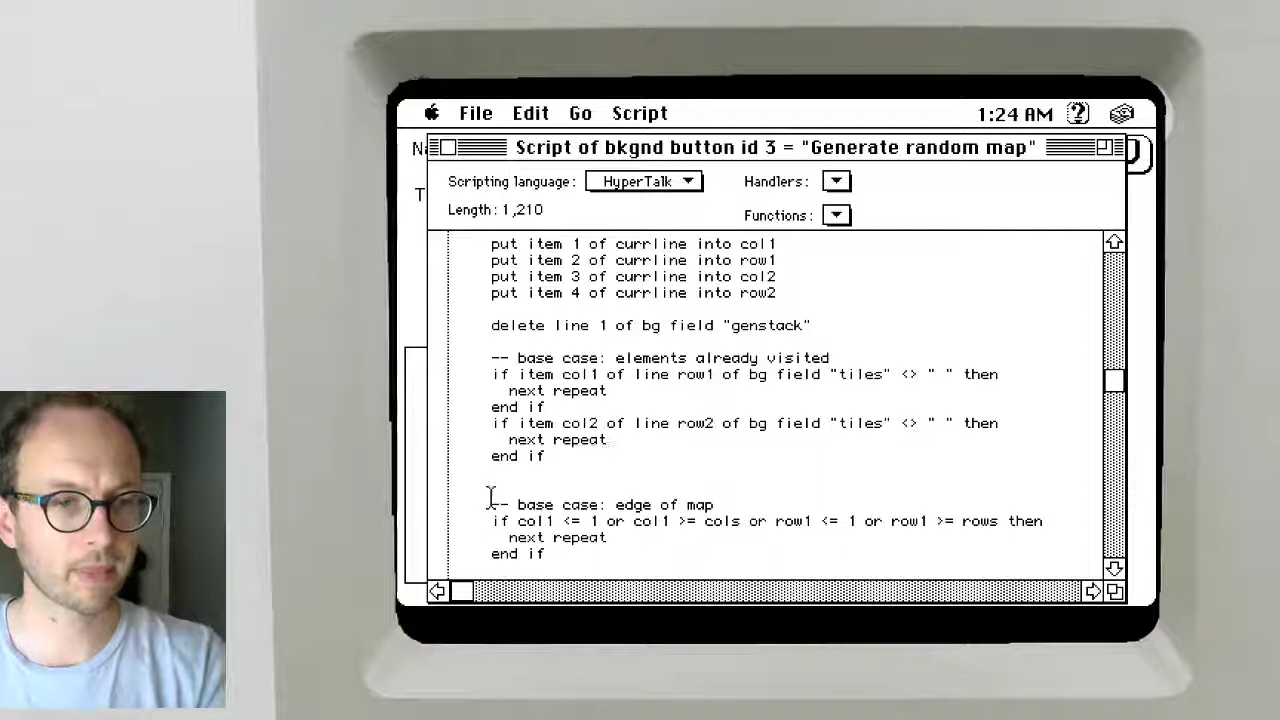 File Edit Go Script 1:24 AM
Script of bkgnd button id 3 = "Generate random map"
Scripting language: HyperTalk Handlers:
Length: 1,210
Functions:
put item 1 of currline into col1
put item 2 of currline into row1
put item 3 of currline into col2
put item 4 of currline into row2
delete line 1 of bg field "genstack"
-- base case: elements already visited
if item col1 of line row1 of bg field "tiles" <> " " then
next repeat
end if
if item col2 of line row2 of bg field "tiles" <> " " then
next repeat
end if
-- base case: edge of map
if col1 <= 1 or col1 >= cols or row1 <= 1 or row1 >= rows then
next repeat
end if